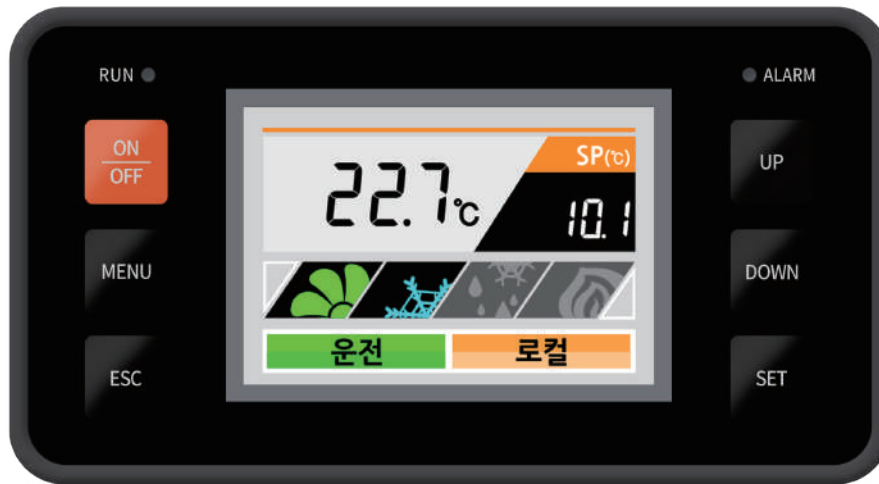 RUN
ALARM
ON
OFF
UP
SP(℃)
22.7℃
10.1
MENU
DOWN
운전
로컬
ESC
SET